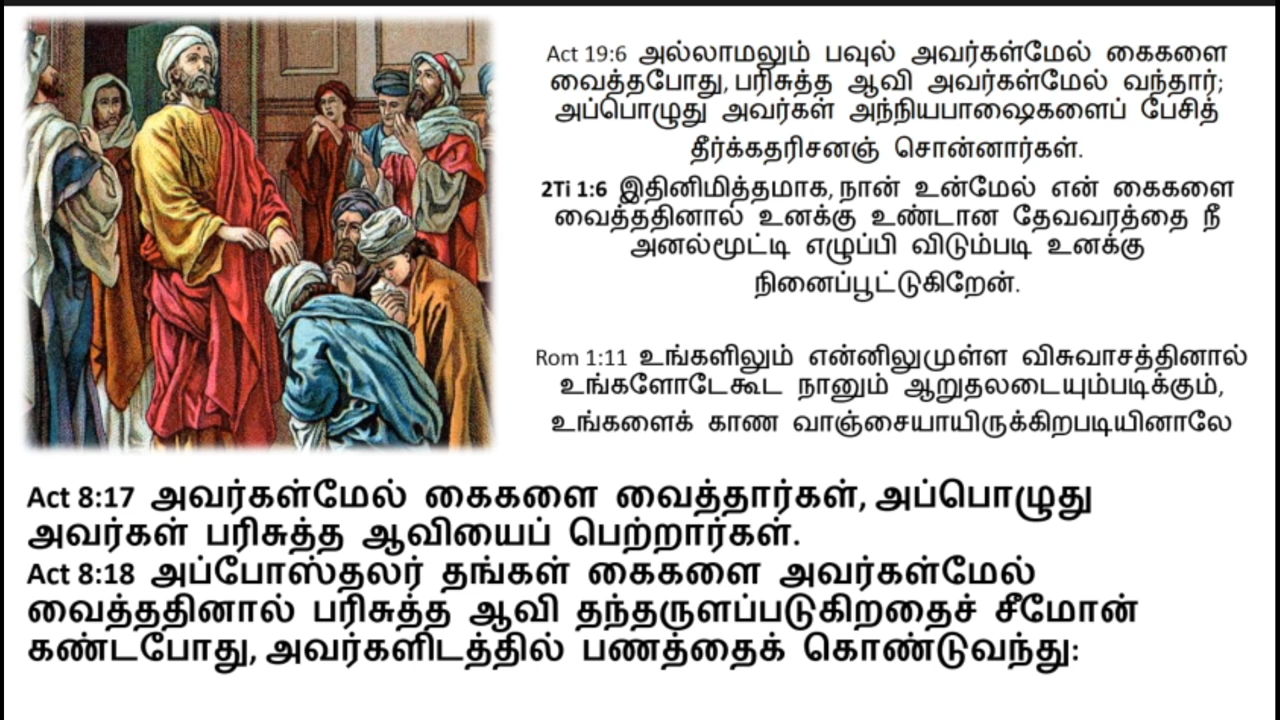 Act 19:6 அல்லாமலும் பவுல் அவர்கள்மேல் கைகளை
வைத்தபோது, பரிசுத்த ஆவி அவர்கள்மேல் வந்தார்;
அப்பொழுது அவர்கள் அந்நியபாஷைகளைப் பேசித்
தீர்க்கதரிசனஞ் சொன்னார்கள்.
2Ti 1:6 இதினிமித்தமாக, நான் உன்மேல் என் கைகளை
வைத்ததினால் உனக்கு உண்டான தேவவரத்தை நீ
அனல்மூட்டி எழுப்பி விடும்படி உனக்கு
நினைப்பூட்டுகிறேன்.
Rom 1:11 உங்களிலும் என்னிலுமுள்ள விசுவாசத்தினால்
உங்களோடேகூட நானும் ஆறுதலடையும்படிக்கும்,
உங்களைக் காண வாஞ்சையாயிருக்கிறபடியினாலே
Act 8:17 அவர்கள்மேல் கைகளை வைத்தார்கள், அப்பொழுது
அவர்கள் பரிசுத்த ஆவியைப் பெற்றார்கள்.
Act 8:18 அப்போஸ்தலர் தங்கள் கைகளை அவர்கள்மேல்
வைத்ததினால் பரிசுத்த ஆவி தந்தருளப்படுகிறதைச் சீமோன்
கண்டபோது, அவர்களிடத்தில் பணத்தைக் கொண்டுவந்து: